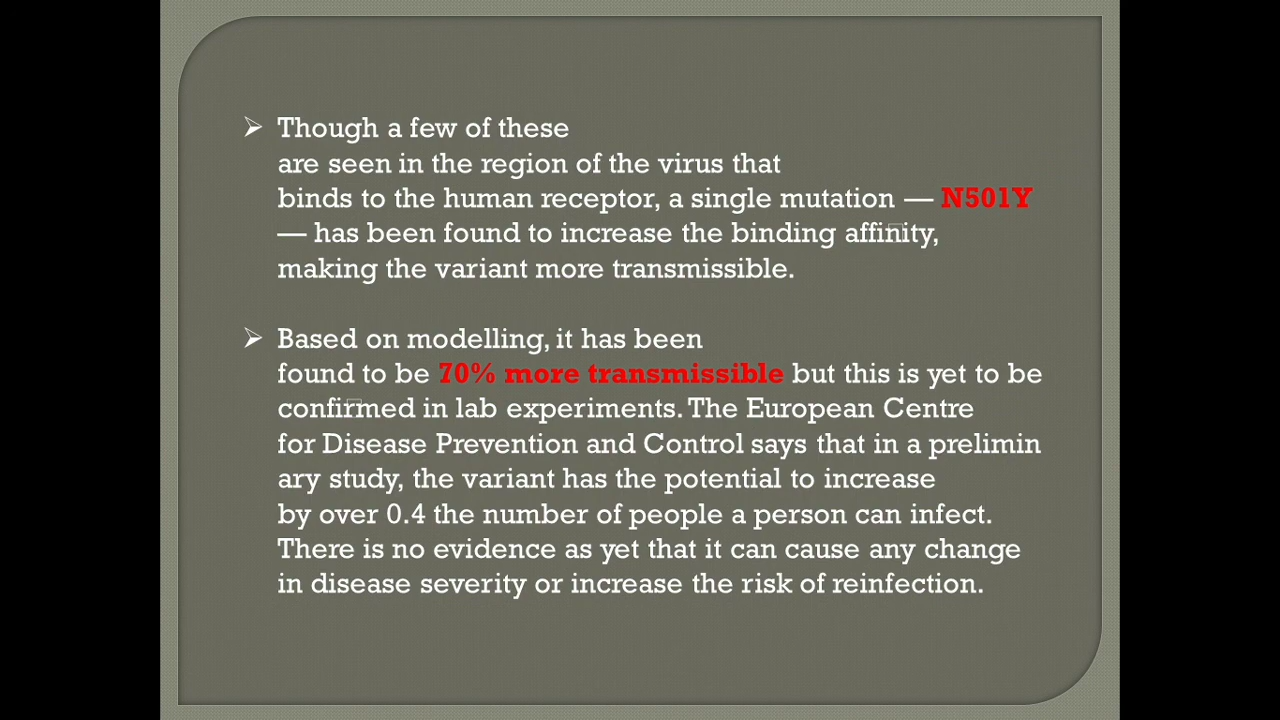 Though a few of these
are seen in the region of the virus that
binds to the human receptor, a single mutation — N501Y
— has been found to increase the binding affinity,
making the variant more transmissible.
Based on modelling, it has been
found to be 70% more transmissible but this is yet to be
confirmed in lab experiments. The European Centre
for Disease Prevention and Control says that in a prelimin
ary study, the variant has the potential to increase
by over 0.4 the number of people a person can infect.
There is no evidence as yet that it can cause any change
in disease severity or increase the risk of reinfection.